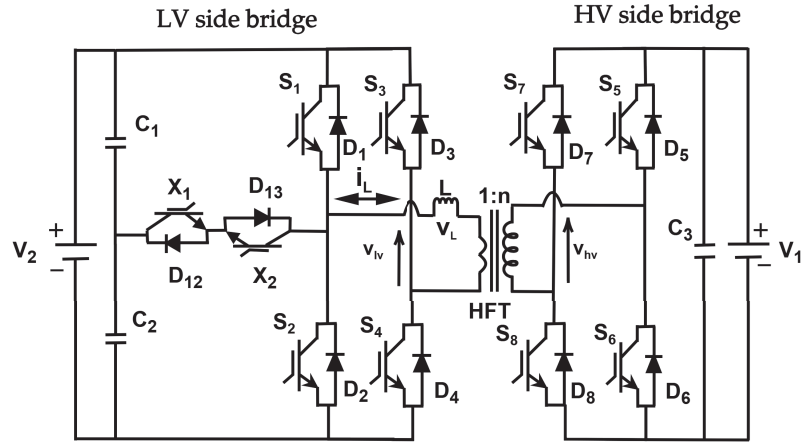 LV side bridge
HV side bridge
S1
S3
S7
S5
C1
D1
D3
D7
D5
X1
D13
iL
L
1:n
+
V2
−
D12
X2
vlv
VL
vhv
C3
+
V1
−
HFT
C2
S2
S4
S8
S6
D2
D4
D8
D6